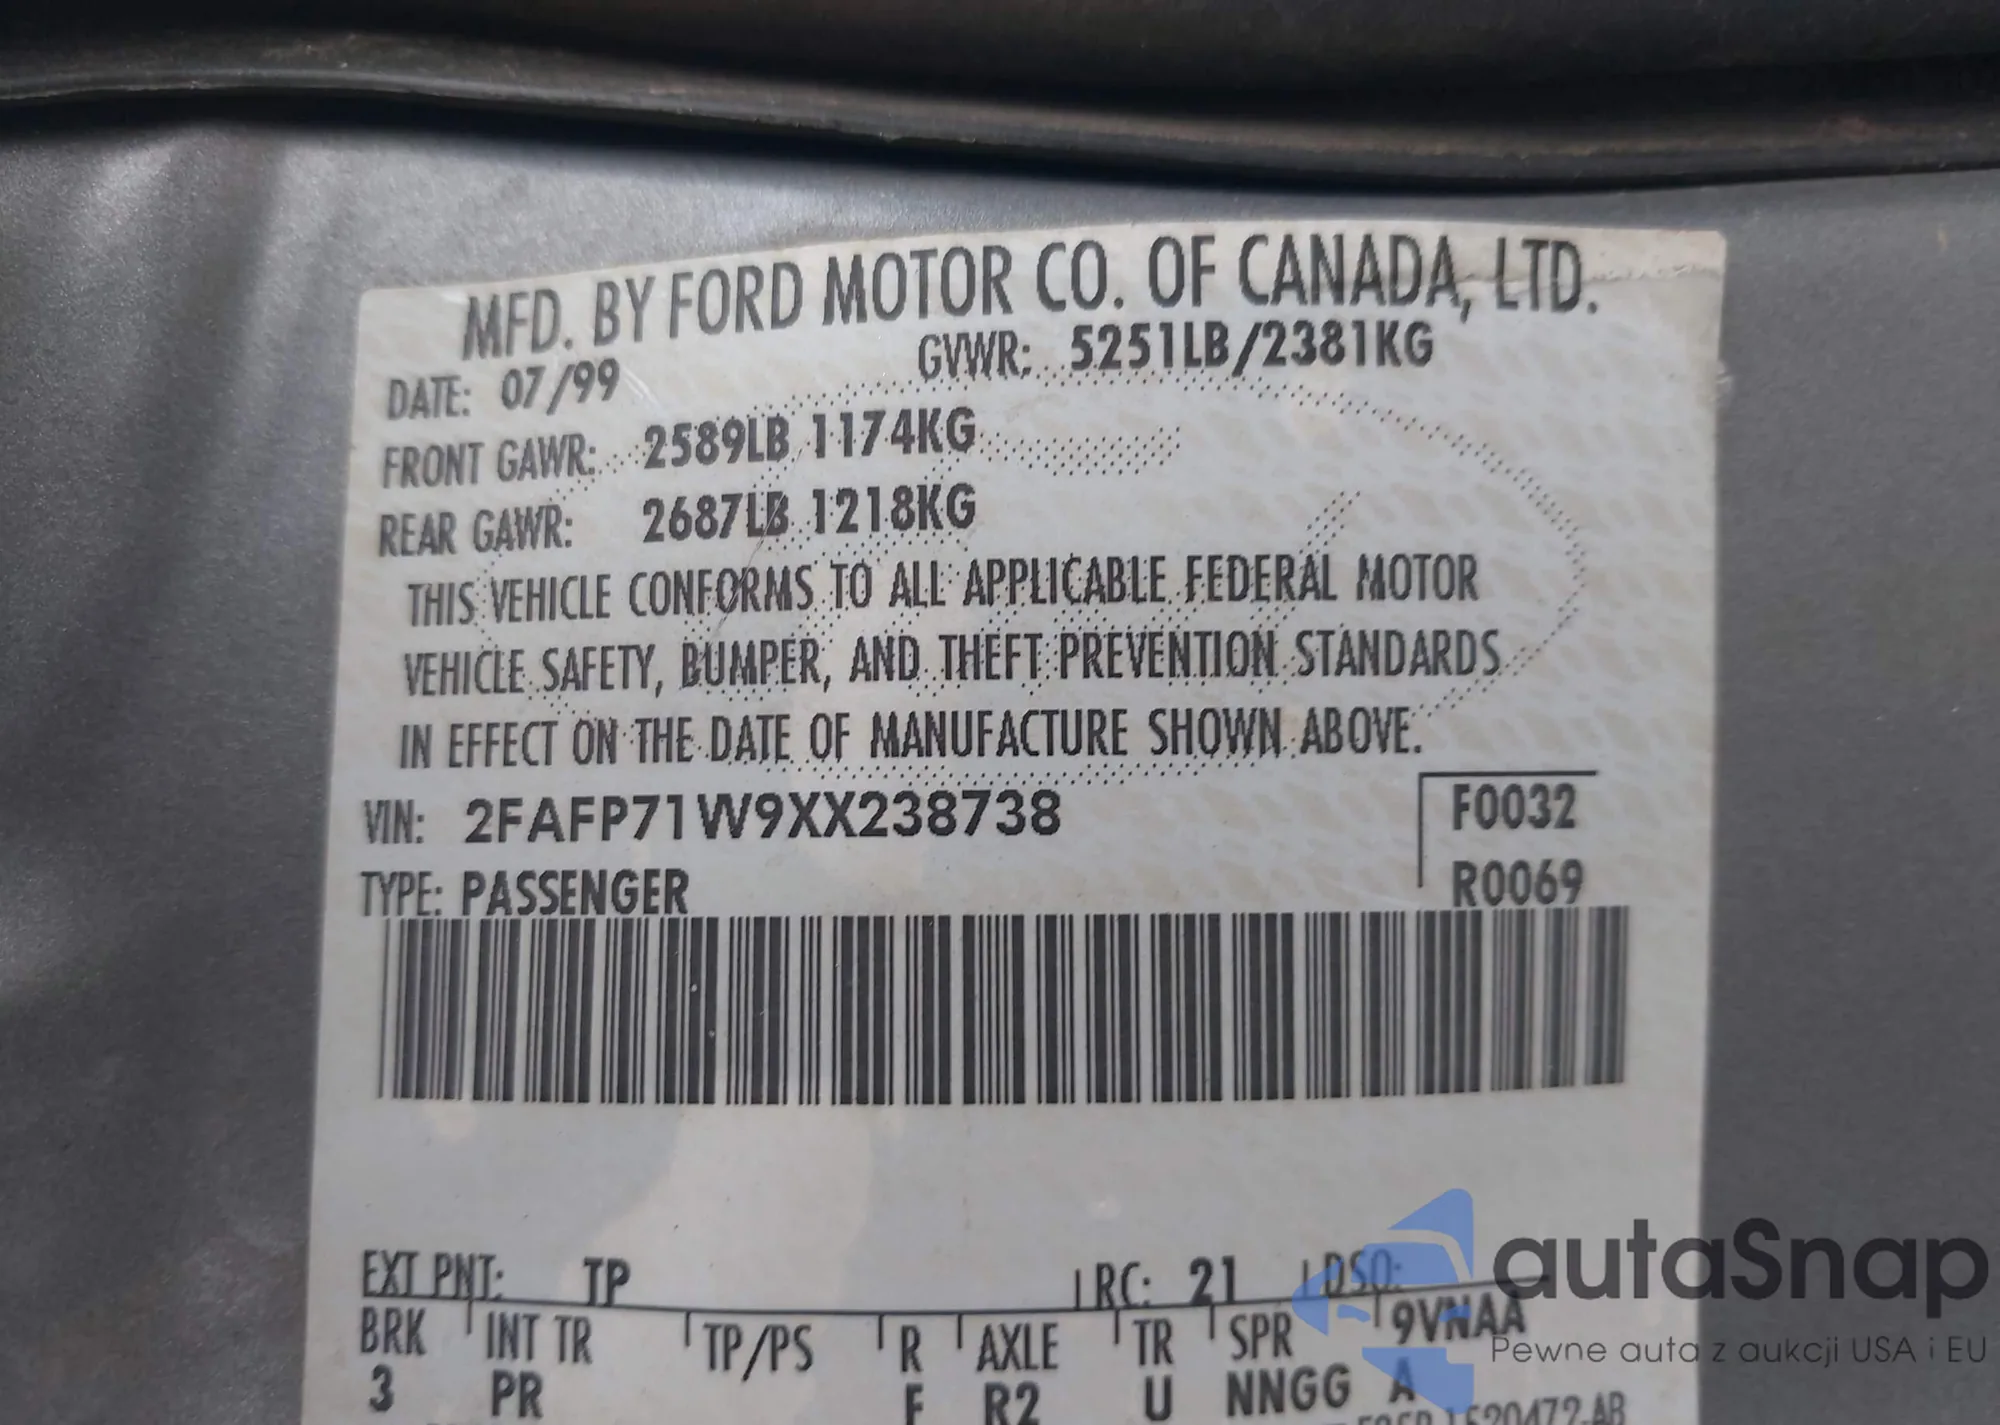 MFD. BY FORD MOTOR CO. OF CANADA, LTD.
DATE: 07/99 GVWR: 5251LB/2381KG
FRONT GAWR: 2589LB 1174KG
REAR GAWR: 2687LB 1218KG
THIS VEHICLE CONFORMS TO ALL APPLICABLE FEDERAL MOTOR
VEHICLE SAFETY, BUMPER, AND THEFT PREVENTION STANDARDS
IN EFFECT ON THE DATE OF MANUFACTURE SHOWN ABOVE.
VIN: 2FAFP71W9XX238738 F0032
TYPE: PASSENGER R0069
EXT PNT: TP RC: 21 DSO:
BRK INT TR TP/PS R AXLE TR SPR 9VNAA
3 PR F R2 U NNGG A
1520472-AB
autaSnap
Pewne auta z aukcji USA i EU